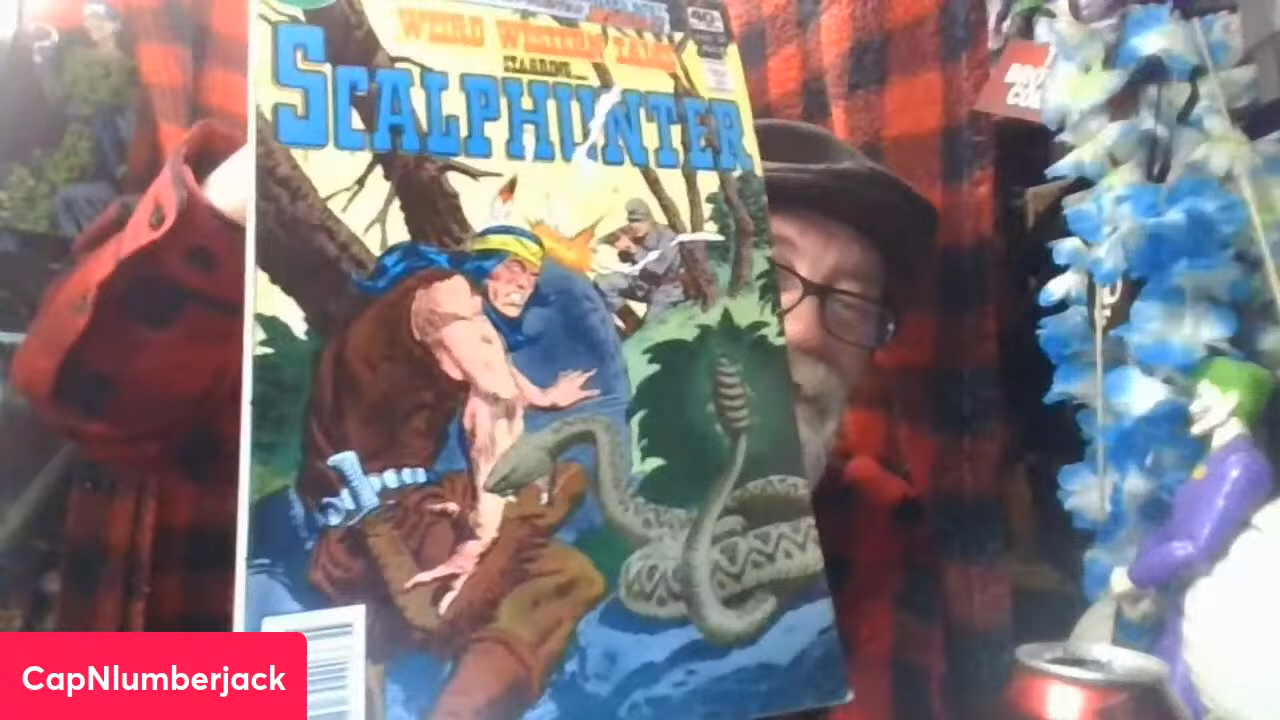 WEIRD WESTERN TALES
STARRING...
SCALPHUNTER
40¢
CapNlumberjack